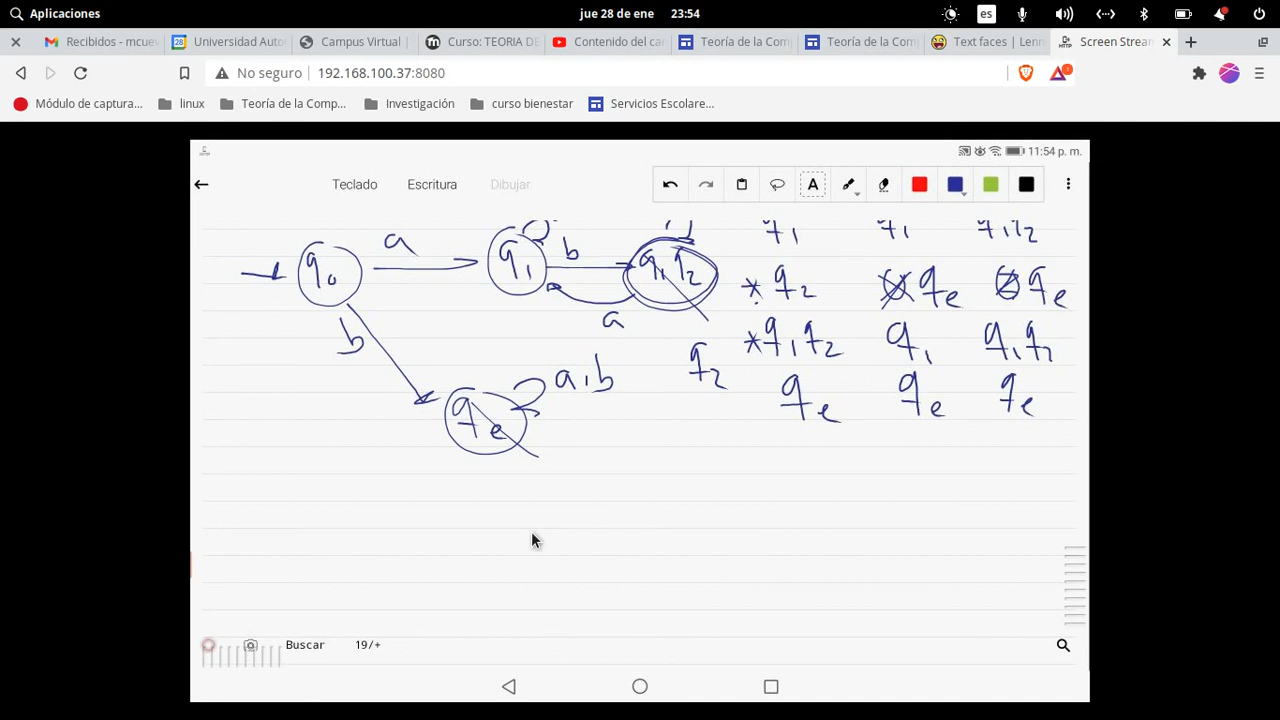 Aplicaciones jue 28 de ene 23:54 es
Recibidos - mcuev Universidad Autó Campus Virtual Curso: TEORIA DE Contenido del ca Teoría de la Com Teoría de la Com Text faces | Lenn Screen Strea
No seguro 192.168.100.37:8080
Módulo de captura... linux Teoría de la Comp... Investigación curso bienestar Servicios Escolare...
11:54 p. m.
Teclado Escritura Dibujar A
q1 q1 q1q2
a b
q0 q1 q1q2 *q2 qe qe
a
b *q1q2 q1 q1q2
q2
a,b
qe qe qe
qe
Buscar 19/+